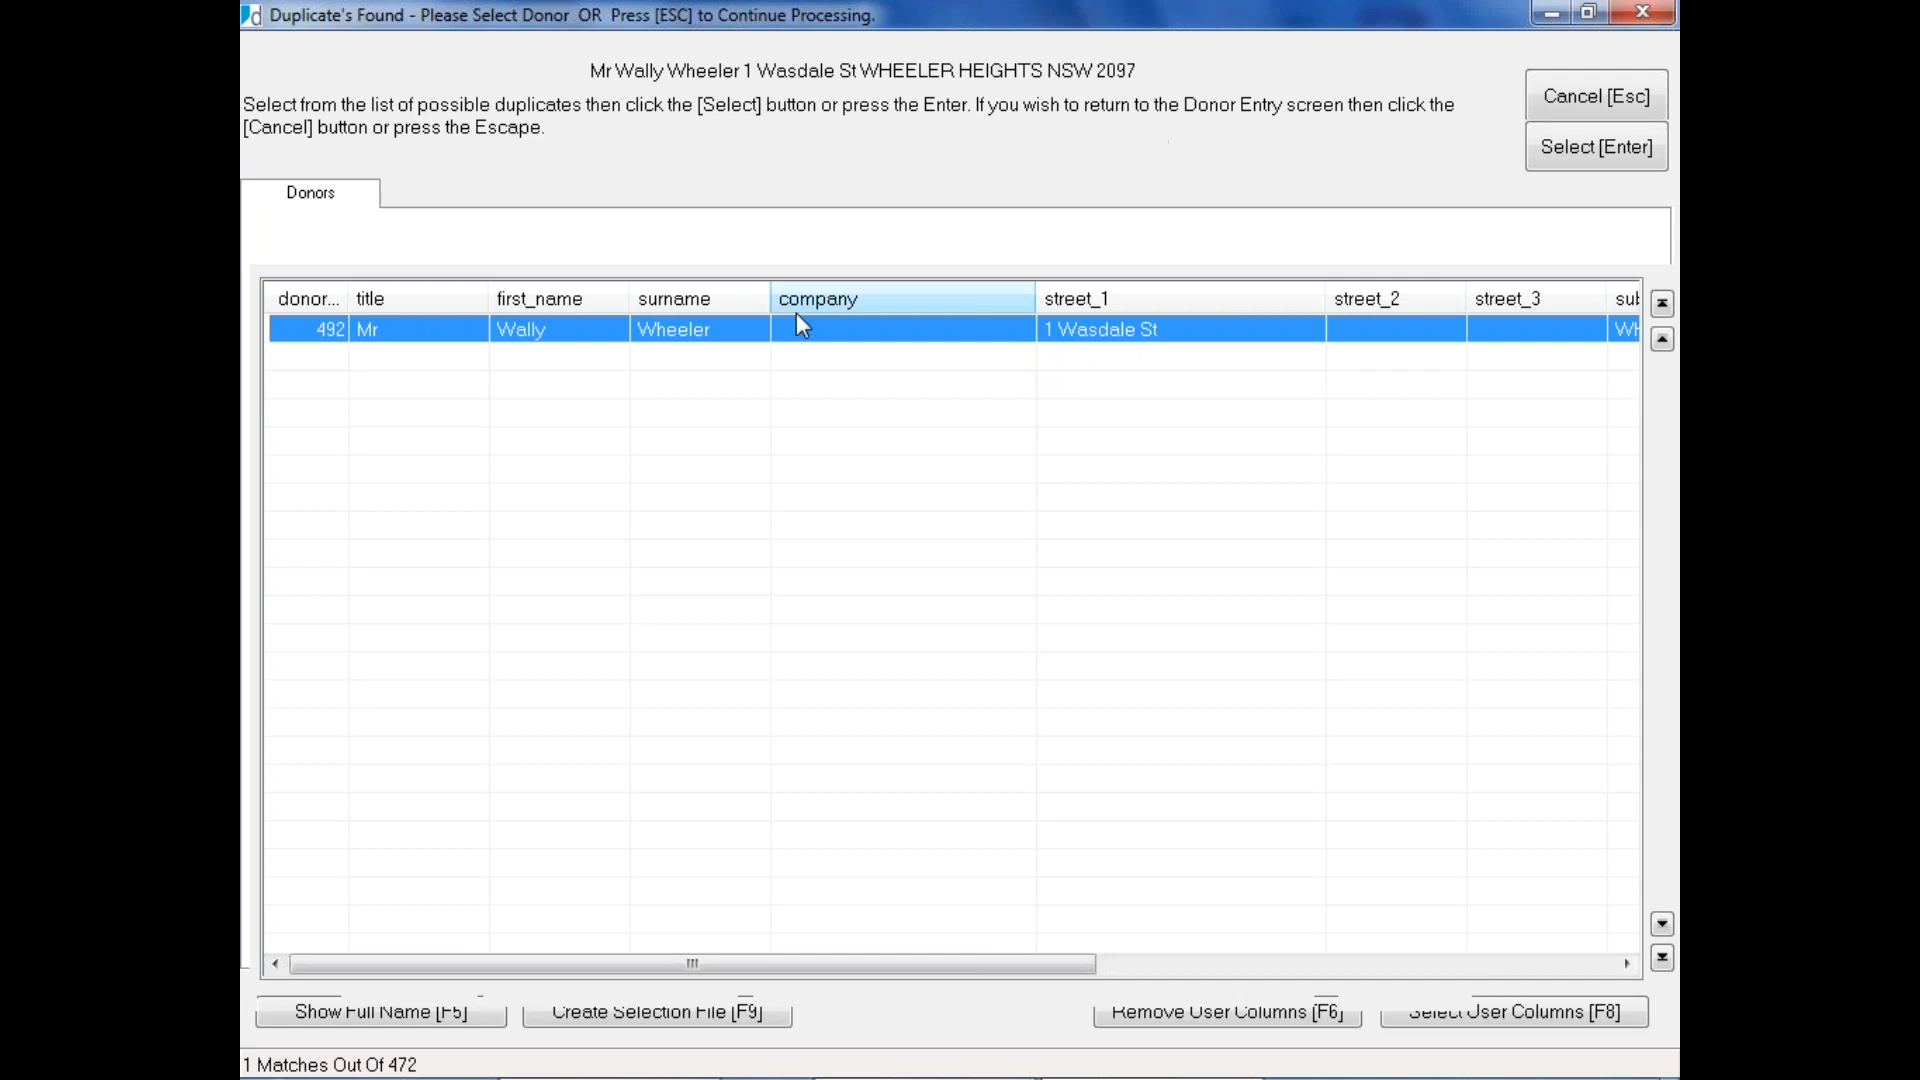 Duplicate's Found - Please Select Donor OR Press [ESC] to Continue Processing.
Mr Wally Wheeler 1 Wasdale St WHEELER HEIGHTS NSW 2097
Select from the list of possible duplicates then click the [Select] button or press the Enter. If you wish to return to the Donor Entry screen then click the
[Cancel] button or press the Escape.
Cancel [Esc]
Select [Enter]
Donors
donor... title first_name surname company street_1 street_2 street_3 sub
492 Mr Wally Wheeler 1 Wasdale St WH
Show Full Name [F5] Create Selection File [F9] Remove User Columns [F6] Select User Columns [F8]
1 Matches Out Of 472